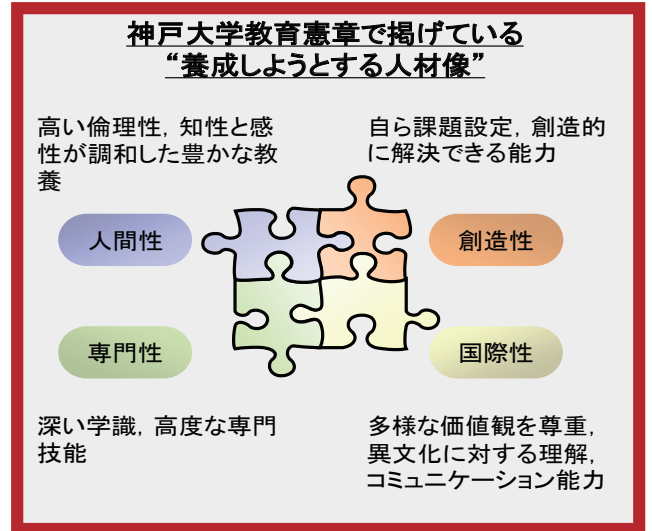 神戸大学教育憲章で掲げている
“養成しようとする人材像”
高い倫理性，知性と感
性が調和した豊かな教
養
自ら課題設定，創造的
に解決できる能力
人間性
創造性
専門性
国際性
深い学識，高度な専門
技能
多様な価値観を尊重，
異文化に対する理解，
コミュニケーション能力